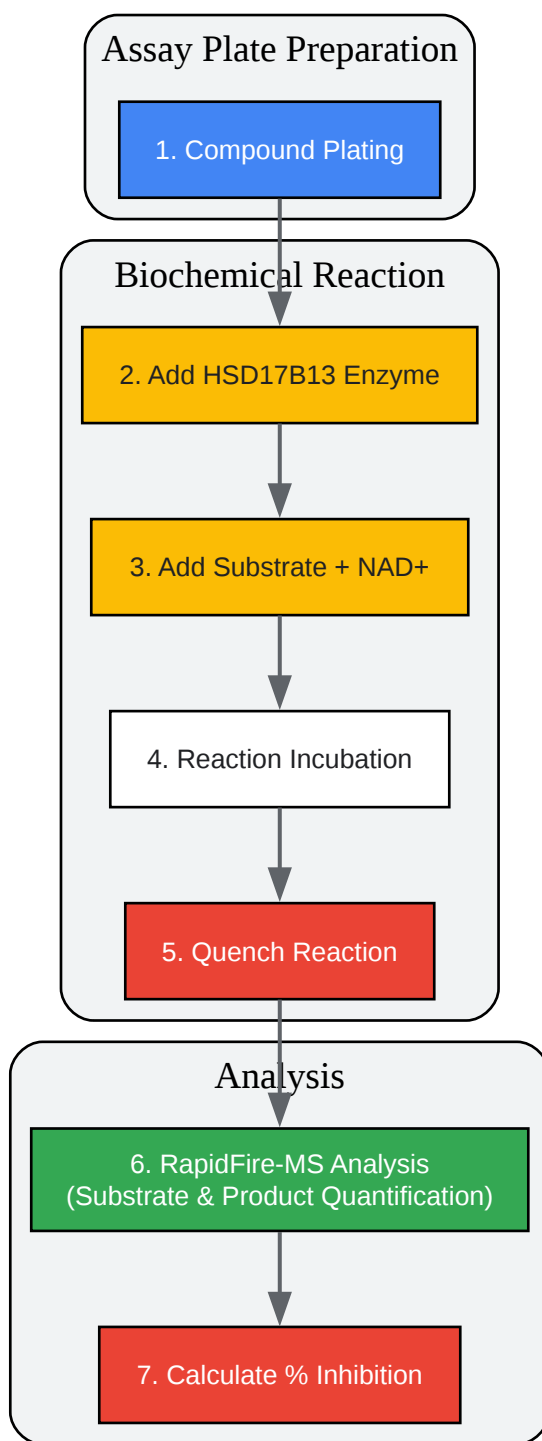 Assay Plate Preparation
1. Compound Plating
Biochemical Reaction
2. Add HSD17B13 Enzyme
3. Add Substrate + NAD+
4. Reaction Incubation
5. Quench Reaction
Analysis
6. RapidFire-MS Analysis
(Substrate & Product Quantification)
7. Calculate % Inhibition